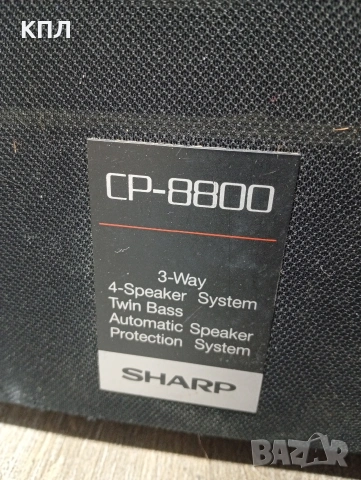 КПЛ
CP-8800
3-Way
4-Speaker System
Twin Bass
Automatic Speaker
Protection System
SHARP
BAZAR